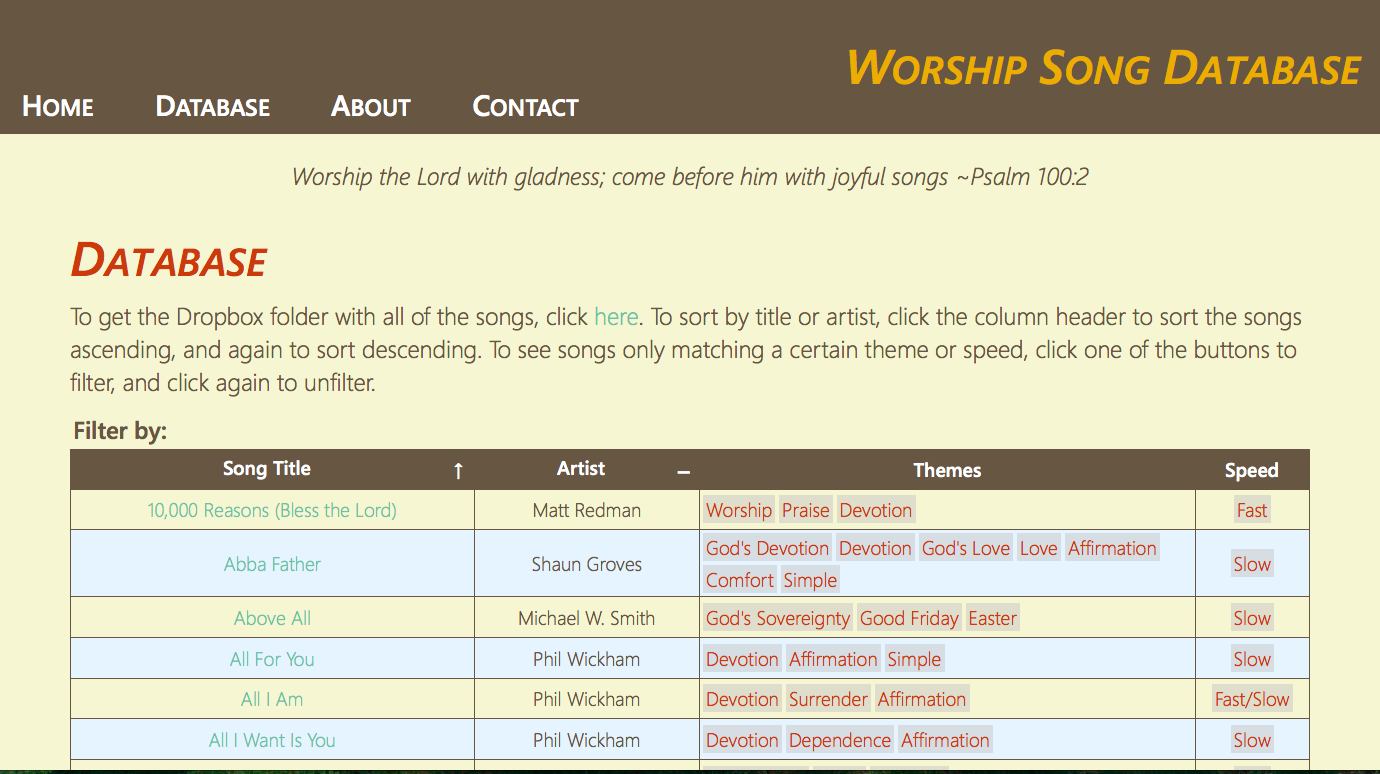 WORSHIP SONG DATABASE
HOME DATABASE ABOUT CONTACT
Worship the Lord with gladness; come before him with joyful songs ~Psalm 100:2
DATABASE
To get the Dropbox folder with all of the songs, click here. To sort by title or artist, click the column header to sort the songs
ascending, and again to sort descending. To see songs only matching a certain theme or speed, click one of the buttons to
filter, and click again to unfilter.
Filter by:
Song Title ↑ Artist – Themes Speed
10,000 Reasons (Bless the Lord) Matt Redman Worship Praise Devotion Fast
Abba Father Shaun Groves God's Devotion Devotion God's Love Love Affirmation
Comfort Simple Slow
Above All Michael W. Smith God's Sovereignty Good Friday Easter Slow
All For You Phil Wickham Devotion Affirmation Simple Slow
All I Am Phil Wickham Devotion Surrender Affirmation Fast/Slow
All I Want Is You Phil Wickham Devotion Dependence Affirmation Slow